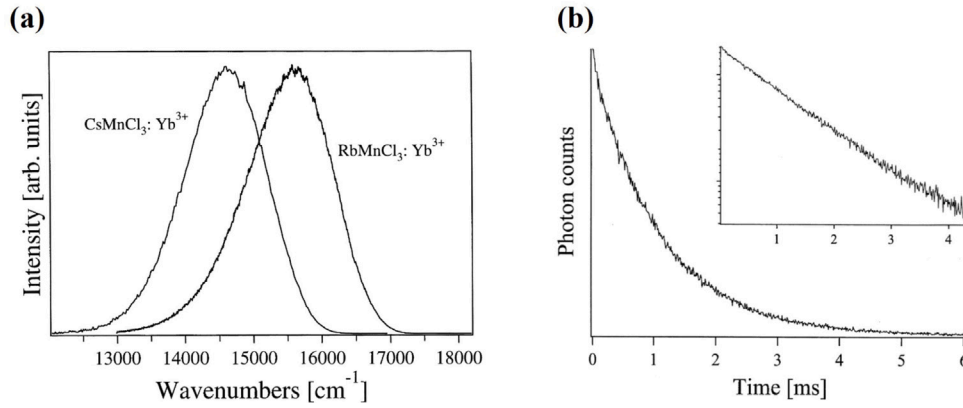 (a)
Intensity [arb. units]
CsMnCl₃: Yb³⁺
RbMnCl₃: Yb³⁺
13000 14000 15000 16000 17000 18000
Wavenumbers [cm⁻¹]
(b)
Photon counts
1 2 3 4
0 1 2 3 4 5 6
Time [ms]